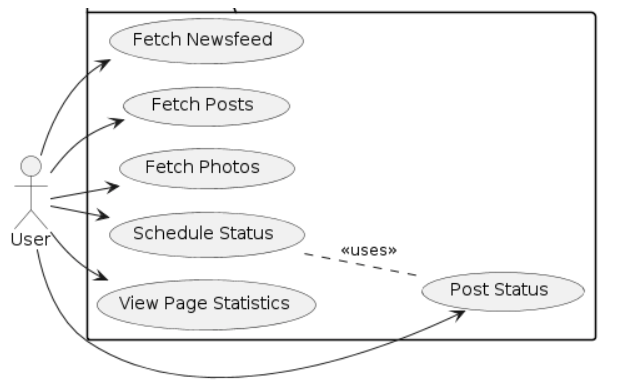 Fetch Newsfeed
Fetch Posts
Fetch Photos
User
Schedule Status
«uses»
View Page Statistics
Post Status